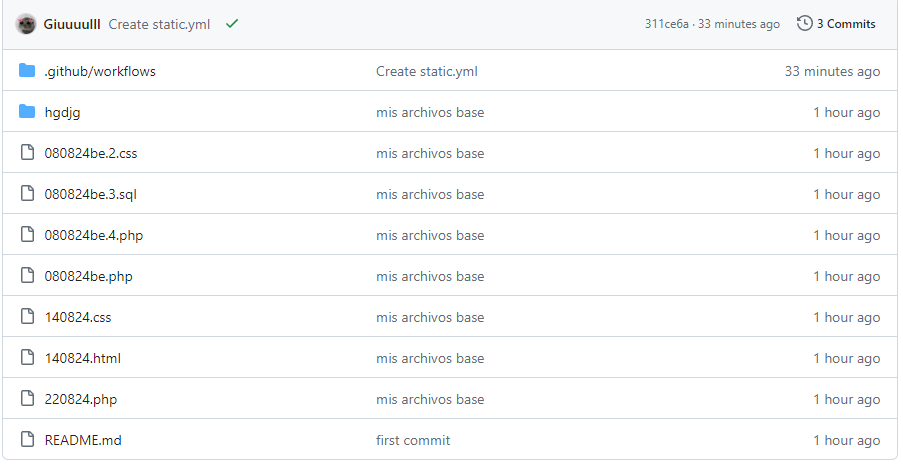 Giuuuulll Create static.yml 311ce6a · 33 minutes ago 3 Commits
.github/workflows Create static.yml 33 minutes ago
hgdjg mis archivos base 1 hour ago
080824be.2.css mis archivos base 1 hour ago
080824be.3.sql mis archivos base 1 hour ago
080824be.4.php mis archivos base 1 hour ago
080824be.php mis archivos base 1 hour ago
140824.css mis archivos base 1 hour ago
140824.html mis archivos base 1 hour ago
220824.php mis archivos base 1 hour ago
README.md first commit 1 hour ago